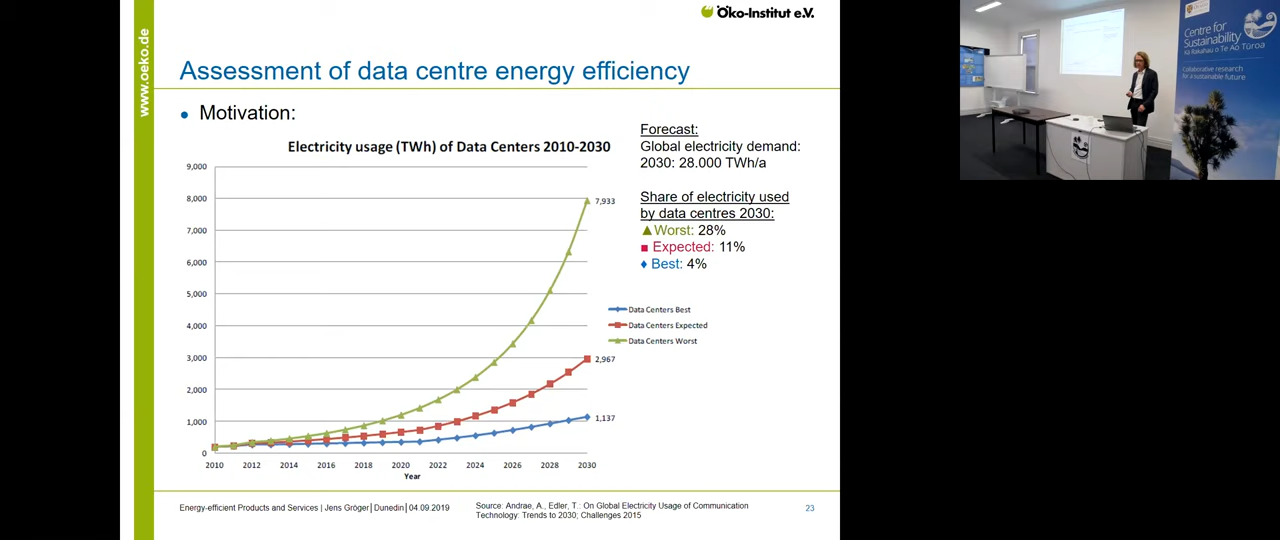 Öko-Institut e.V.
www.oeko.de
Assessment of data centre energy efficiency
• Motivation:
Electricity usage (TWh) of Data Centers 2010-2030
9,000
8,000
7,000
6,000
5,000
4,000
3,000
2,000
1,000
0
7,933
2,967
1,137
2010
2012
2014
2016
2018
2020
2022
2024
2026
2028
2030
Year
Data Centers Best
Data Centers Expected
Data Centers Worst
Forecast:
Global electricity demand:
2030: 28.000 TWh/a
Share of electricity used
by data centres 2030:
Worst: 28%
Expected: 11%
Best: 4%
Energy-efficient Products and Services | Jens Gröger | Dunedin | 04.09.2019
Source: Andrae, A., Edler, T.: On Global Electricity Usage of Communication
Technology: Trends to 2030; Challenges 2015
23
Centre for
Sustainability
Kā Rakahau o Te Ao Tūroa
Collaborative research
for a sustainable future